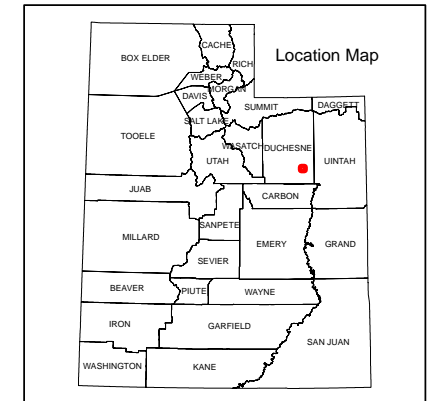 Location Map
CACHE
BOX ELDER
RICH
WEBER
MORGAN
DAVIS
SUMMIT
DAGGETT
SALT LAKE
TOOELE
WASATCH
DUCHESNE
UTAH
UINTAH
JUAB
CARBON
SANPETE
MILLARD
EMERY
GRAND
SEVIER
BEAVER
PIUTE
WAYNE
IRON
GARFIELD
SAN JUAN
WASHINGTON
KANE